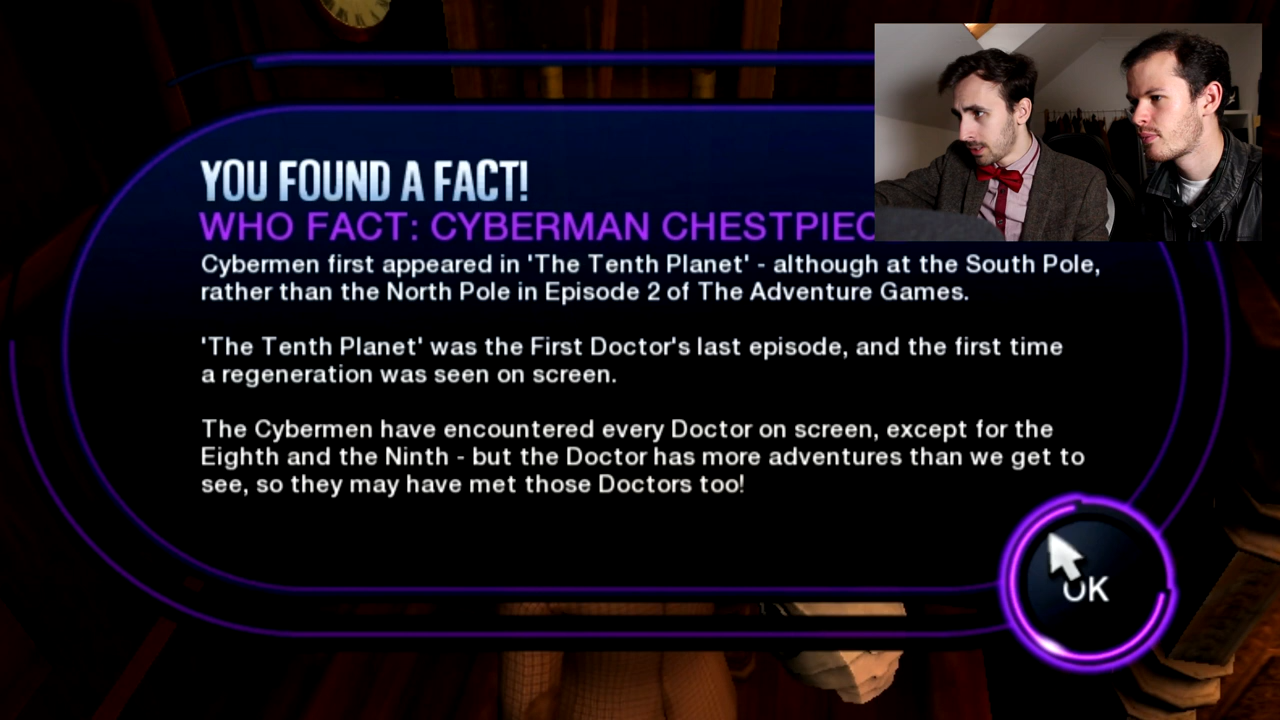 YOU FOUND A FACT!
WHO FACT: CYBERMAN
Cybermen first appeared in 'The Tenth Planet' - although at the South Pole,
rather than the North Pole in Episode 2 of The Adventure Games.
'The Tenth Planet' was the First Doctor's last episode, and the first time
a regeneration was seen on screen.
The Cybermen have encountered every Doctor on screen, except for the
Eighth and the Ninth - but the Doctor has more adventures than we get to
see, so they may have met those Doctors too!
OK